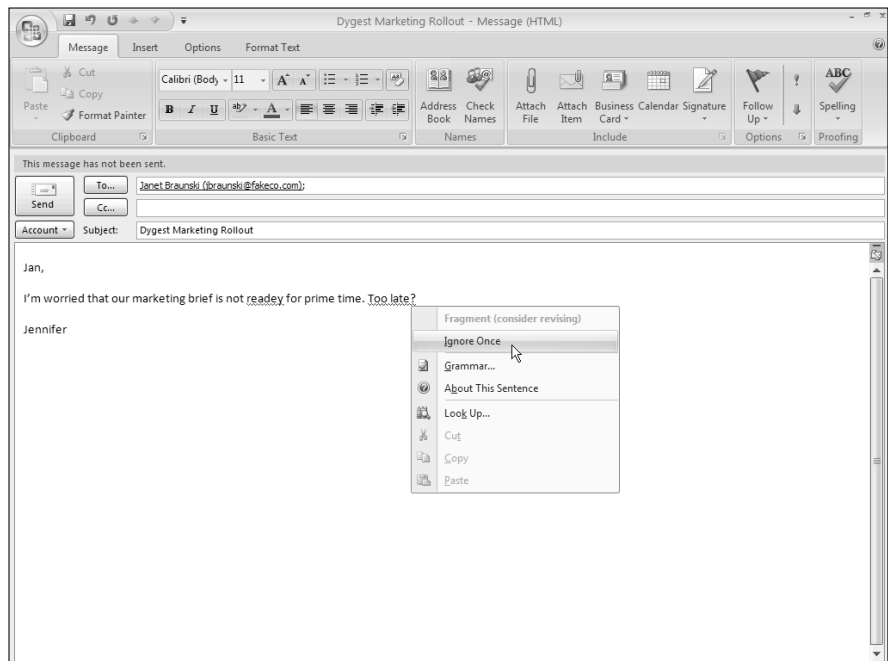 Dygest Marketing Rollout - Message (HTML)
Message Insert Options Format Text
Cut
Copy
Paste
Format Painter
Clipboard
Calibri (Body 11
B I U
Basic Text
Address Book
Check Names
Names
Attach File
Attach Item
Business Card
Calendar
Signature
Include
Follow Up
Options
ABC
Spelling
Proofing
This message has not been sent.
Send
To...
Janet Braunski (jbraunski@fakeco.com);
Cc...
Account
Subject:
Dygest Marketing Rollout
Jan,
I'm worried that our marketing brief is not readey for prime time. Too late?
Jennifer
Fragment (consider revising)
Ignore Once
Grammar...
About This Sentence
Look Up...
Cut
Copy
Paste